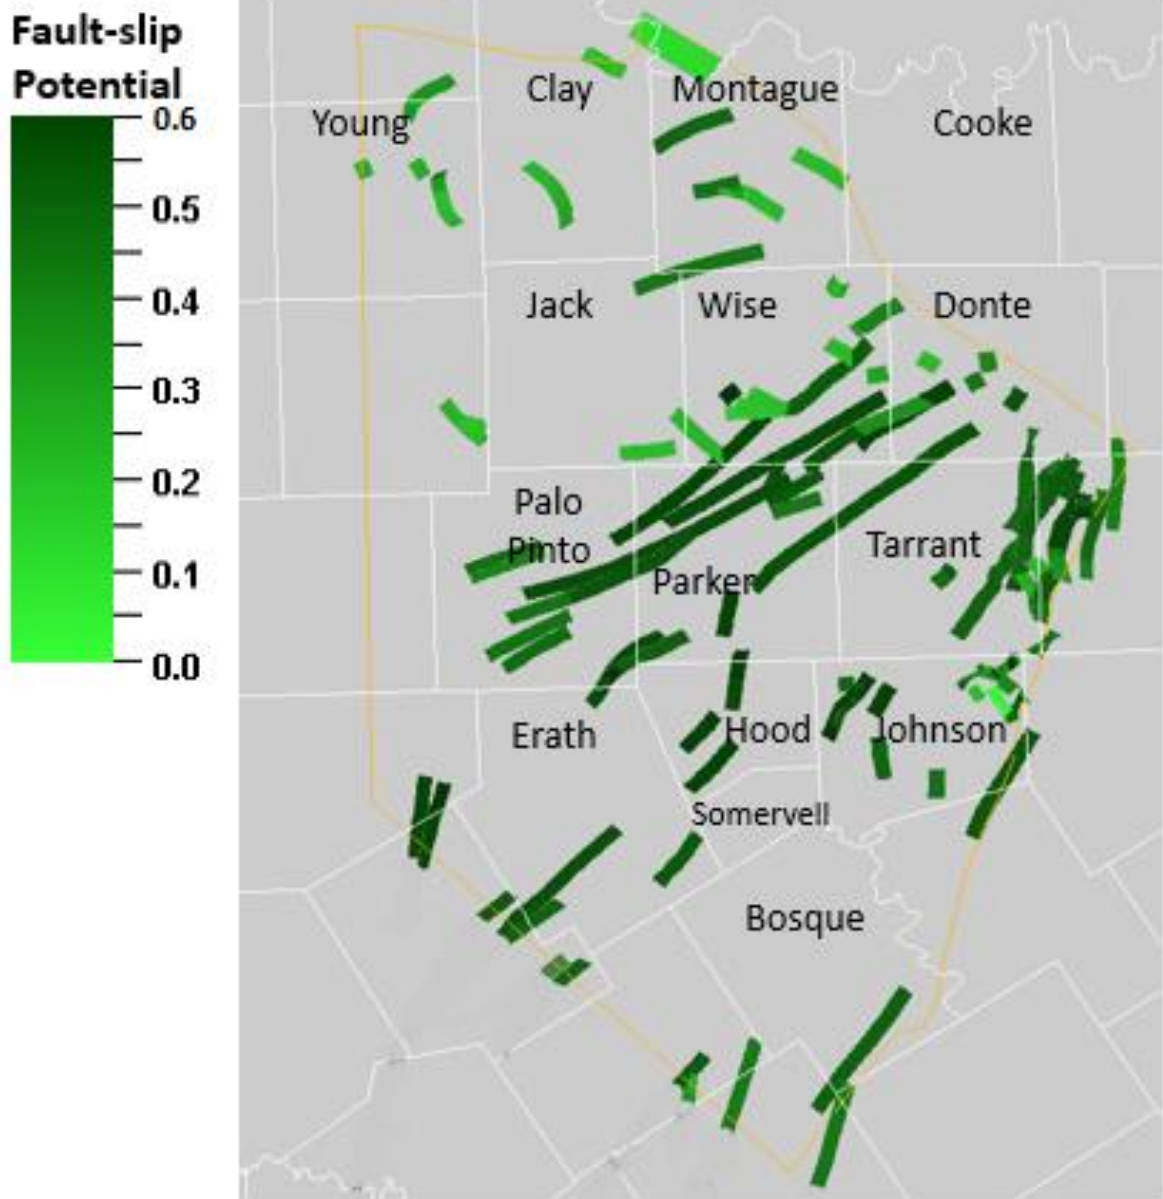 Fault-slip
Potential
0.6
0.5
0.4
0.3
0.2
0.1
0.0
Clay
Montague
Young
Cooke
Jack
Wise
Donte
Palo
Pinto
Tarrant
Parker
Erath
Hood
Johnson
Somervell
Bosque